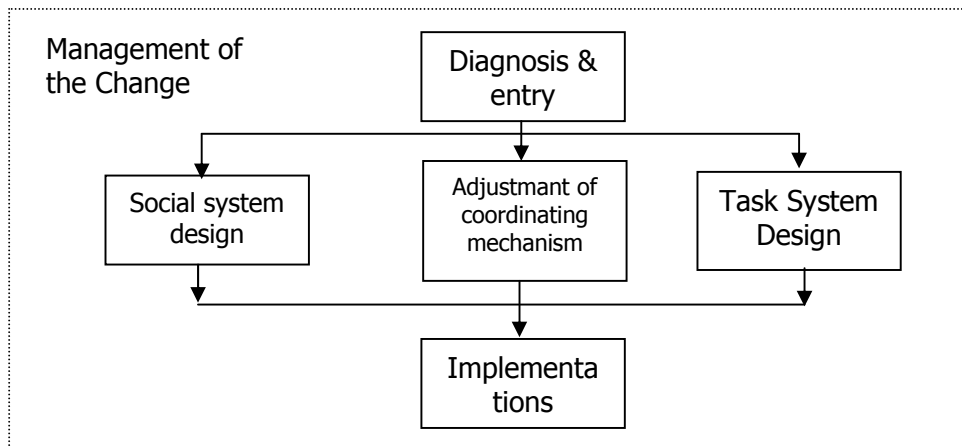 Management of
the Change
Diagnosis &
entry
Social system
design
Adjustmant of
coordinating
mechanism
Task System
Design
Implementa
tions